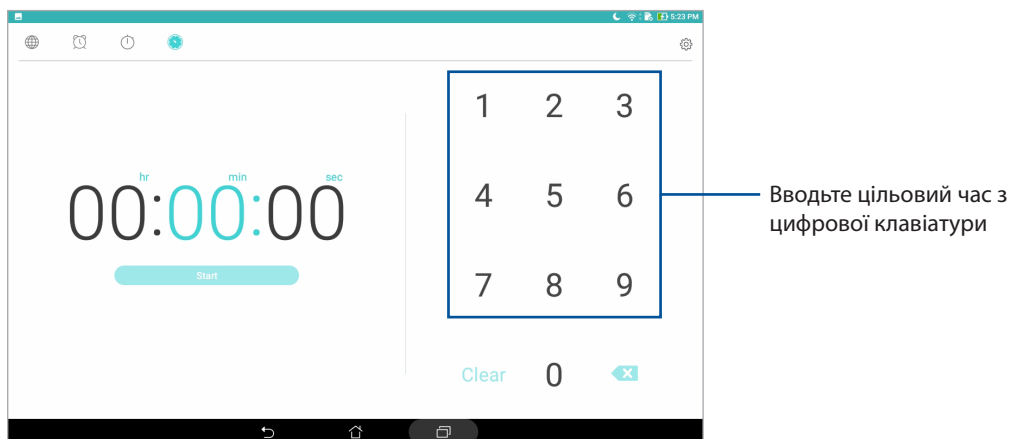 5:23 PM
1 2 3
hr min sec
00:00:00
4 5 6
Start
7 8 9
Clear 0
Вводьте цільовий час з
цифрової клавіатури